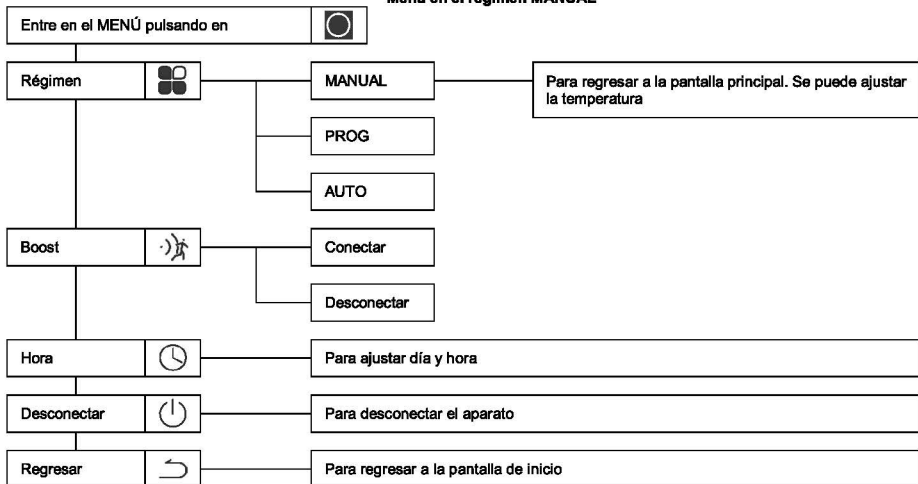 Menú en el régimen MANUAL
Entre en el MENÚ pulsando en
Régimen
MANUAL
Para regresar a la pantalla principal. Se puede ajustar
la temperatura
PROG
AUTO
Boost
Conectar
Desconectar
Hora
Para ajustar día y hora
Desconectar
Para desconectar el aparato
Regresar
Para regresar a la pantalla de inicio